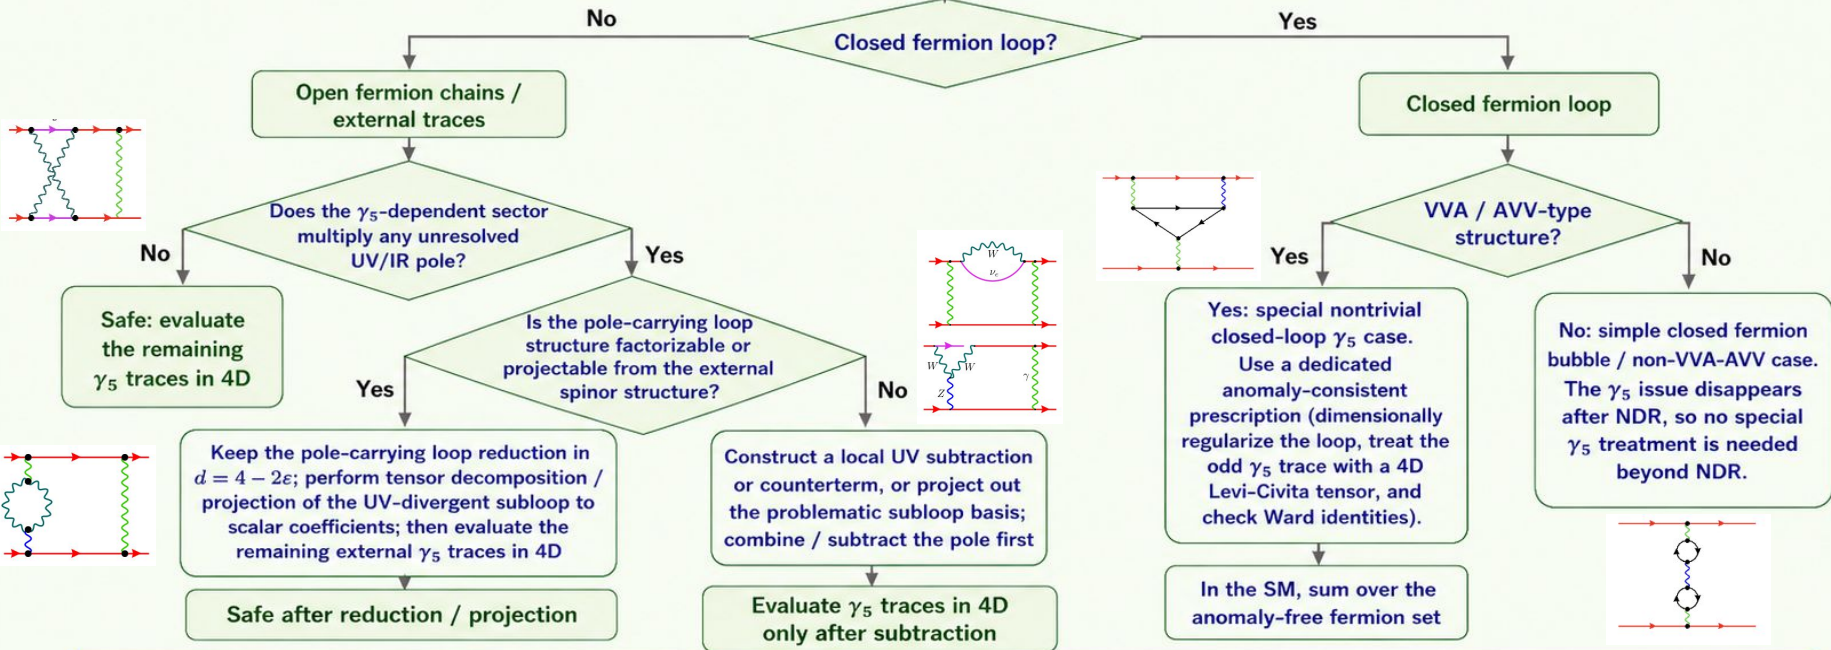 Closed fermion loop?
No
Yes
Open fermion chains /
external traces
Closed fermion loop
Does the γ₅-dependent sector
multiply any unresolved
UV/IR pole?
No
Yes
VVA / AVV-type
structure?
Yes
No
Safe: evaluate
the remaining
γ₅ traces in 4D
Is the pole-carrying loop
structure factorizable or
projectable from the external
spinor structure?
Yes
No
W
νₑ
W
W
Z
γ
Yes: special nontrivial
closed-loop γ₅ case.
Use a dedicated
anomaly-consistent
prescription (dimensionally
regularize the loop, treat the
odd γ₅ trace with a 4D
Levi-Civita tensor, and
check Ward identities).
No: simple closed fermion
bubble / non-VVA-AVV case.
The γ₅ issue disappears
after NDR, so no special
γ₅ treatment is needed
beyond NDR.
Keep the pole-carrying loop reduction in
d = 4 − 2ε; perform tensor decomposition /
projection of the UV-divergent subloop to
scalar coefficients; then evaluate the
remaining external γ₅ traces in 4D
Construct a local UV subtraction
or counterterm, or project out
the problematic subloop basis;
combine / subtract the pole first
Safe after reduction / projection
Evaluate γ₅ traces in 4D
only after subtraction
In the SM, sum over the
anomaly-free fermion set